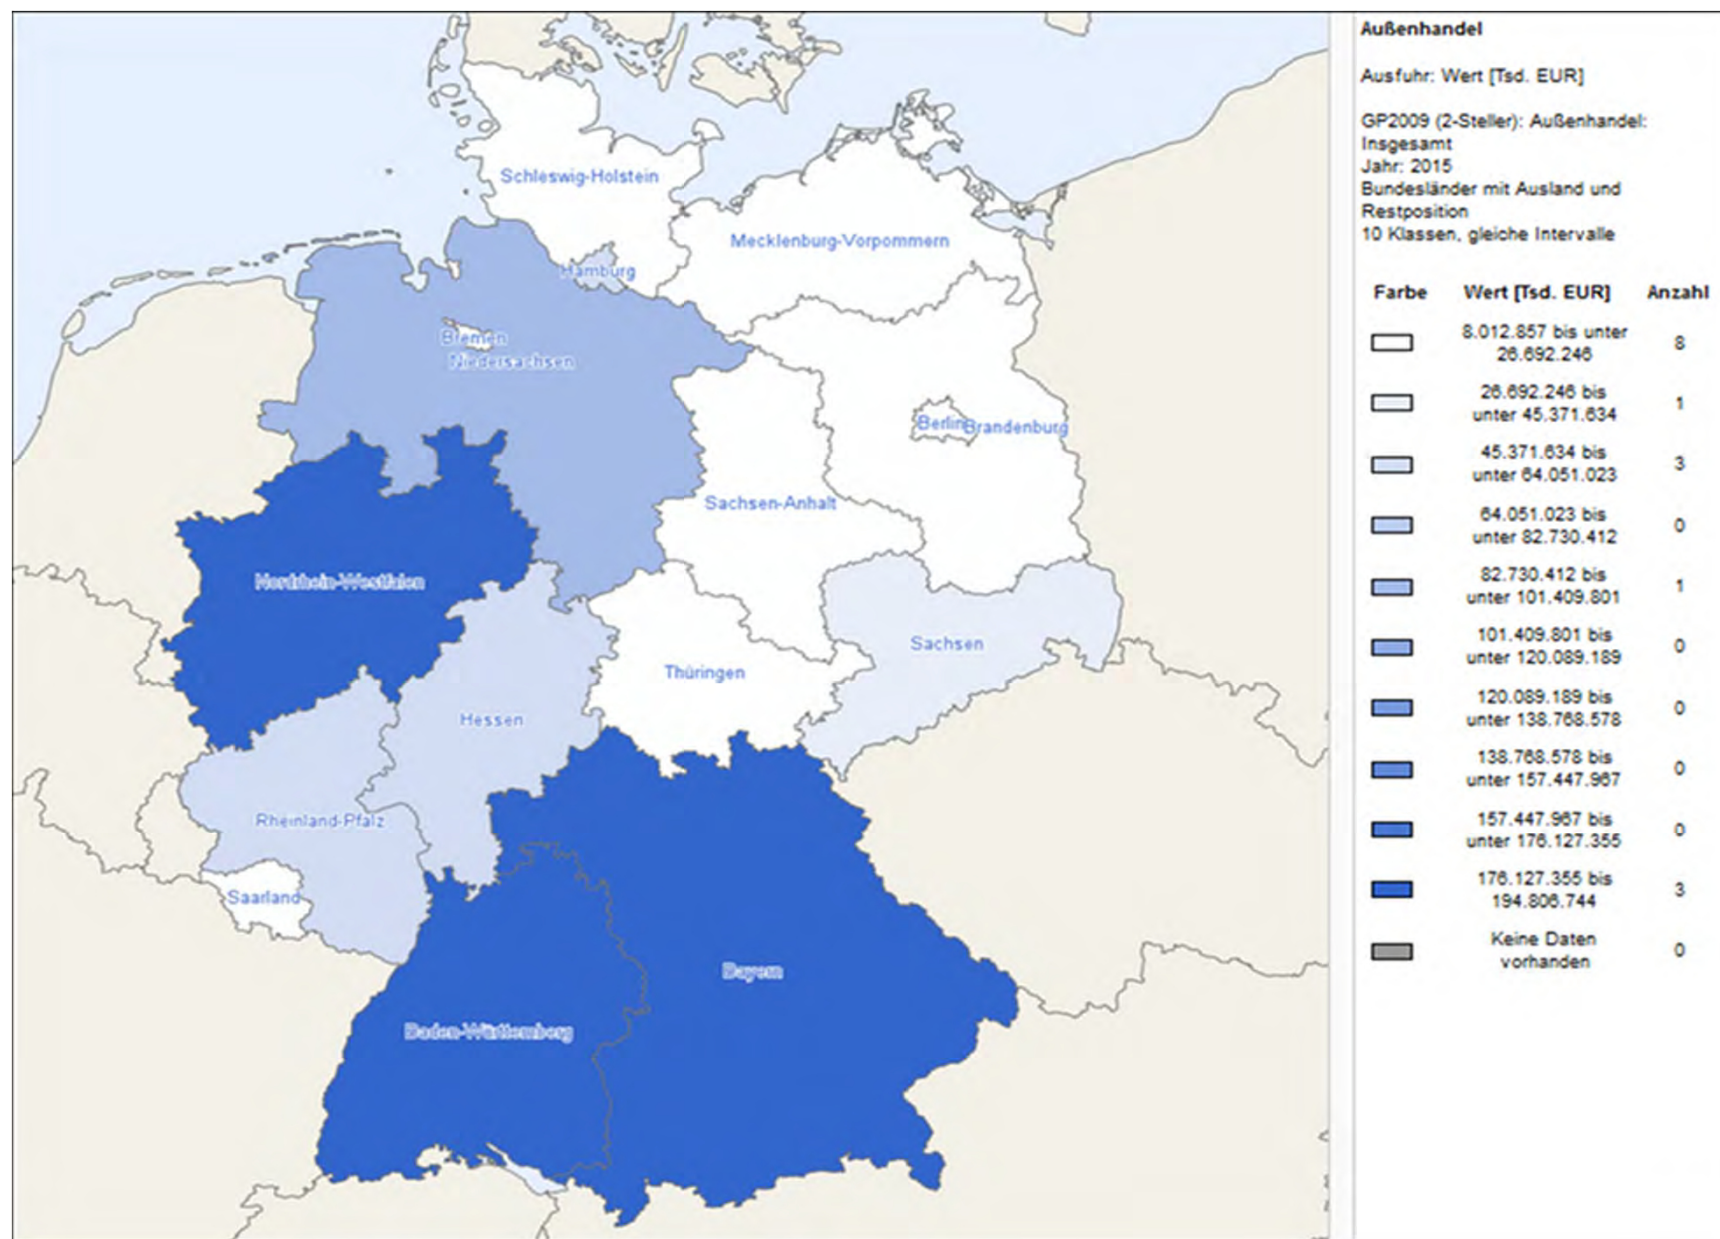 Schleswig-Holstein
Mecklenburg-Vorpommern
Hamburg
Bremen
Niedersachsen
Berlin
Brandenburg
Sachsen-Anhalt
Nordrhein-Westfalen
Sachsen
Thüringen
Hessen
Rheinland-Pfalz
Saarland
Bayern
Baden-Württemberg
Außenhandel
Ausfuhr: Wert [Tsd. EUR]
GP2009 (2-Steller): Außenhandel:
Insgesamt
Jahr: 2015
Bundesländer mit Ausland und
Restposition
10 Klassen, gleiche Intervalle
Farbe Wert [Tsd. EUR] Anzahl
8.012.857 bis unter
26.692.246 8
26.692.246 bis
unter 45.371.634 1
45.371.634 bis
unter 64.051.023 3
64.051.023 bis
unter 82.730.412 0
82.730.412 bis
unter 101.409.801 1
101.409.801 bis
unter 120.089.189 0
120.089.189 bis
unter 138.768.578 0
138.768.578 bis
unter 157.447.967 0
157.447.967 bis
unter 176.127.355 0
176.127.355 bis
194.806.744 3
Keine Daten
vorhanden 0